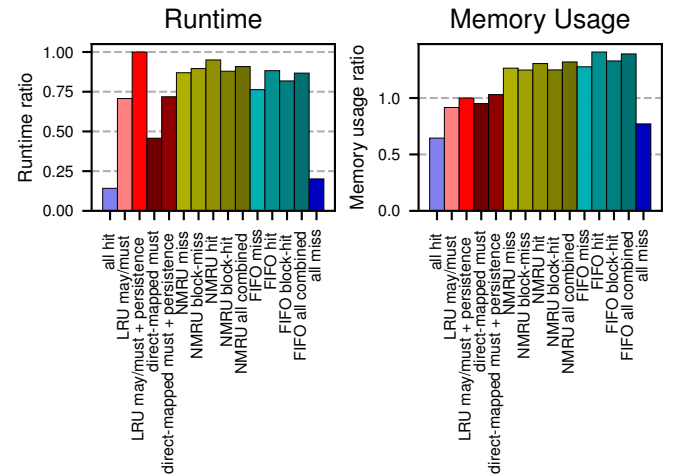 Runtime
Runtime ratio
1.00
0.75
0.50
0.25
0.00
all hit
LRU may/must
LRU may/must + persistence
direct-mapped must
direct-mapped must + persistence
NMRU miss
NMRU block-miss
NMRU hit
NMRU block-hit
NMRU all combined
FIFO miss
FIFO hit
FIFO block-hit
FIFO all combined
all miss
Memory Usage
Memory usage ratio
1.0
0.5
0.0
all hit
LRU may/must
LRU may/must + persistence
direct-mapped must
direct-mapped must + persistence
NMRU miss
NMRU block-miss
NMRU hit
NMRU block-hit
NMRU all combined
FIFO miss
FIFO hit
FIFO block-hit
FIFO all combined
all miss